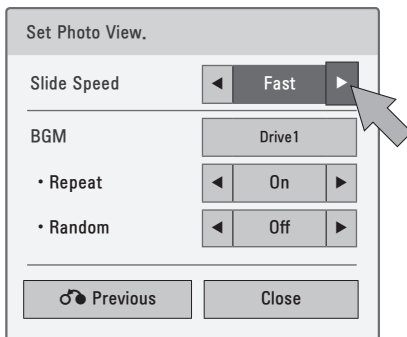 Set Photo View.
Slide Speed ◀ Fast ▶
BGM Drive1
• Repeat ◀ On ▶
• Random ◀ Off ▶
Previous Close